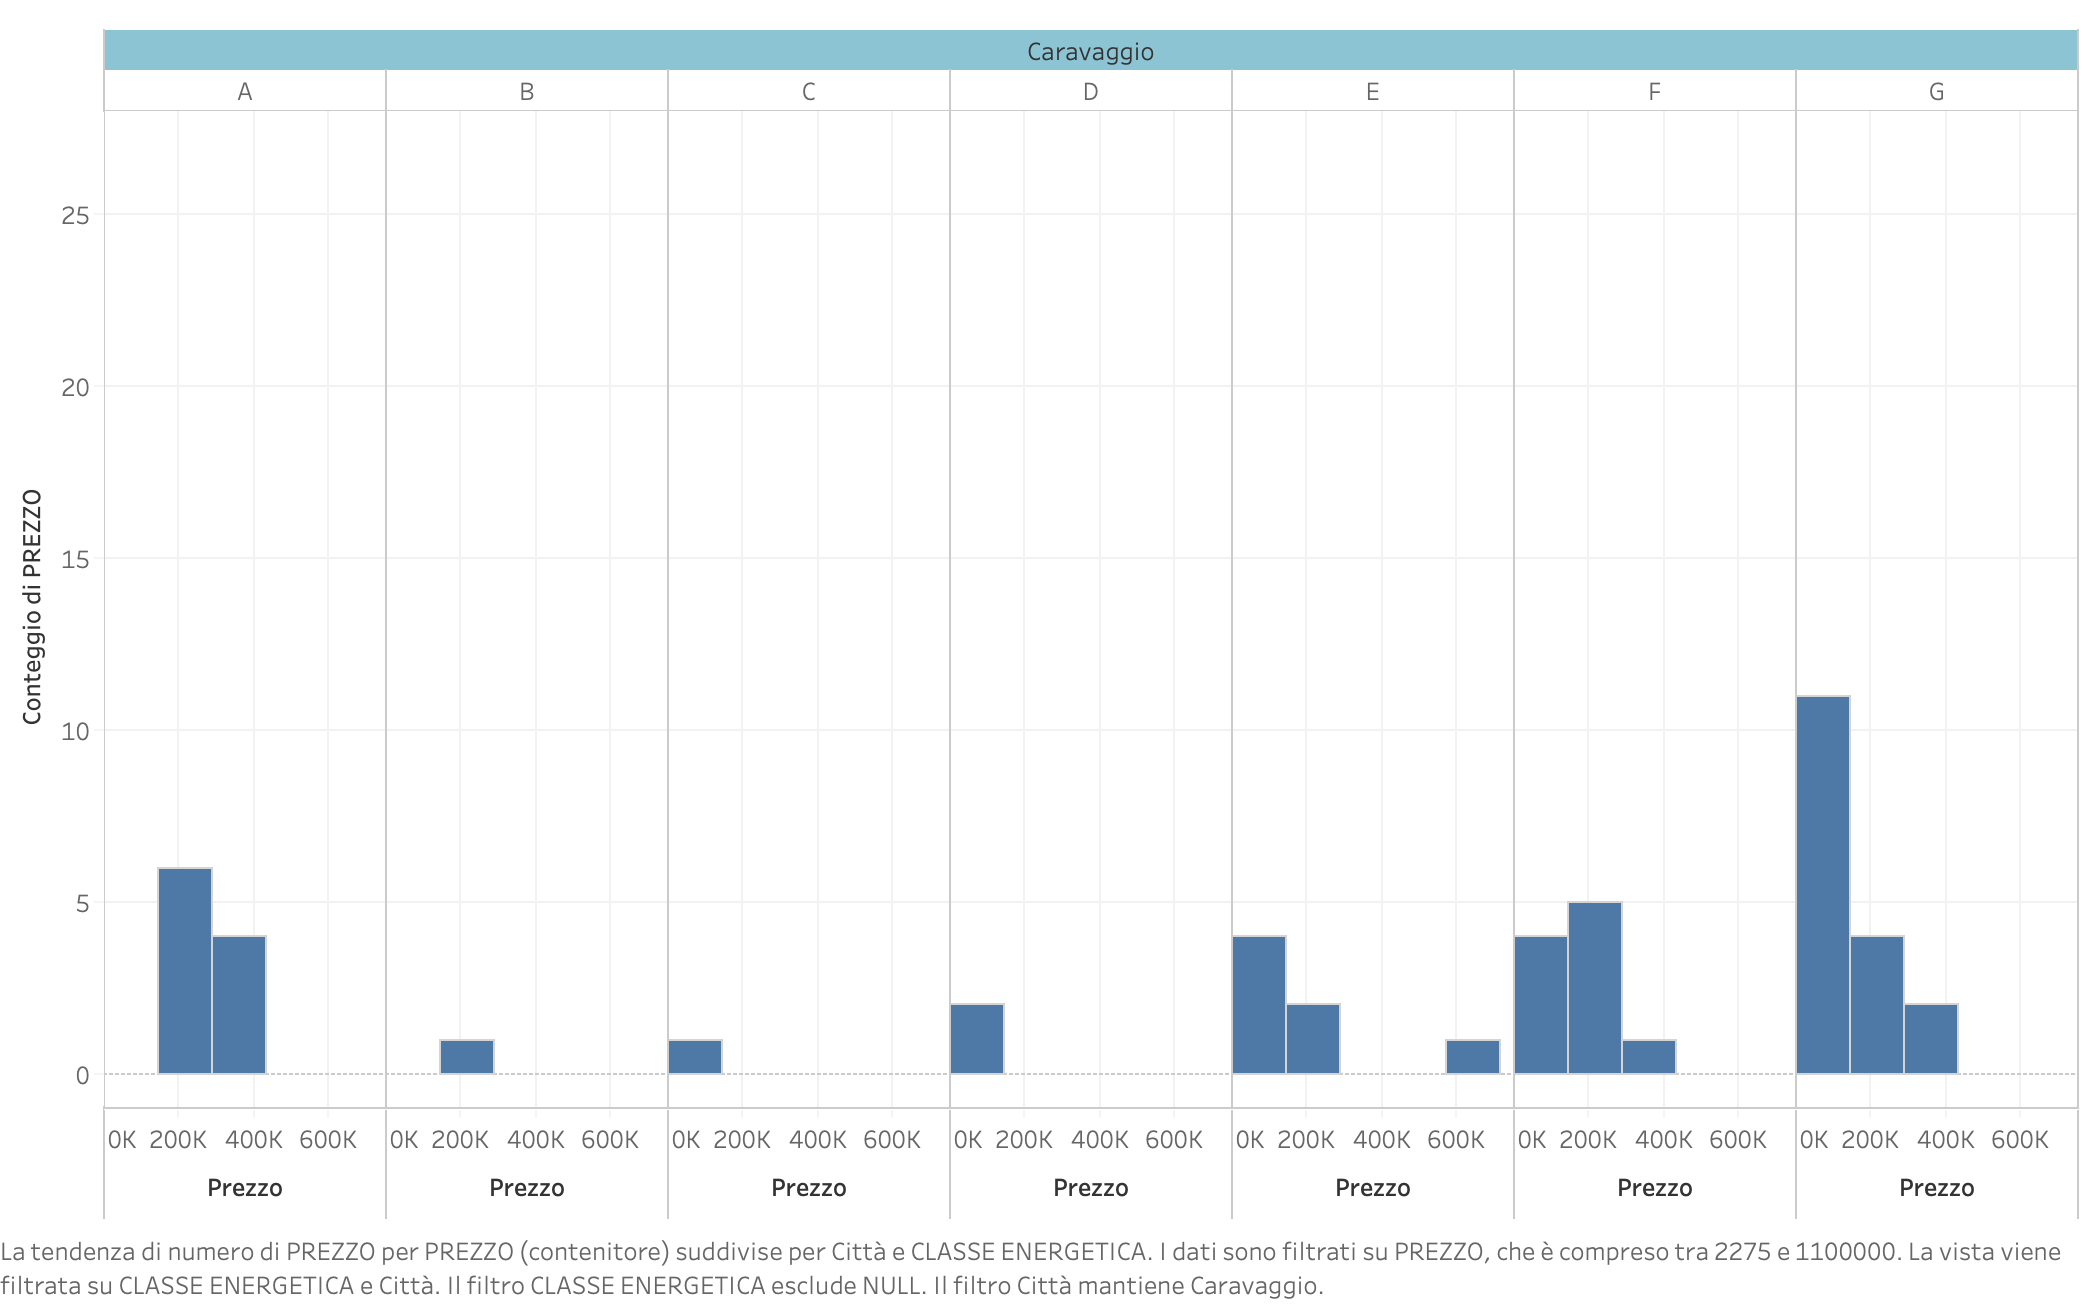 Caravaggio
A B C D E F G
25
20
15
10
5
0
Conteggio di PREZZO
0K 200K 400K 600K 0K 200K 400K 600K 0K 200K 400K 600K 0K 200K 400K 600K 0K 200K 400K 600K 0K 200K 400K 600K 0K 200K 400K 600K
Prezzo Prezzo Prezzo Prezzo Prezzo Prezzo Prezzo
La tendenza di numero di PREZZO per PREZZO (contenitore) suddivise per Città e CLASSE ENERGETICA. I dati sono filtrati su PREZZO, che è compreso tra 2275 e 1100000. La vista viene
filtrata su CLASSE ENERGETICA e Città. Il filtro CLASSE ENERGETICA esclude NULL. Il filtro Città mantiene Caravaggio.